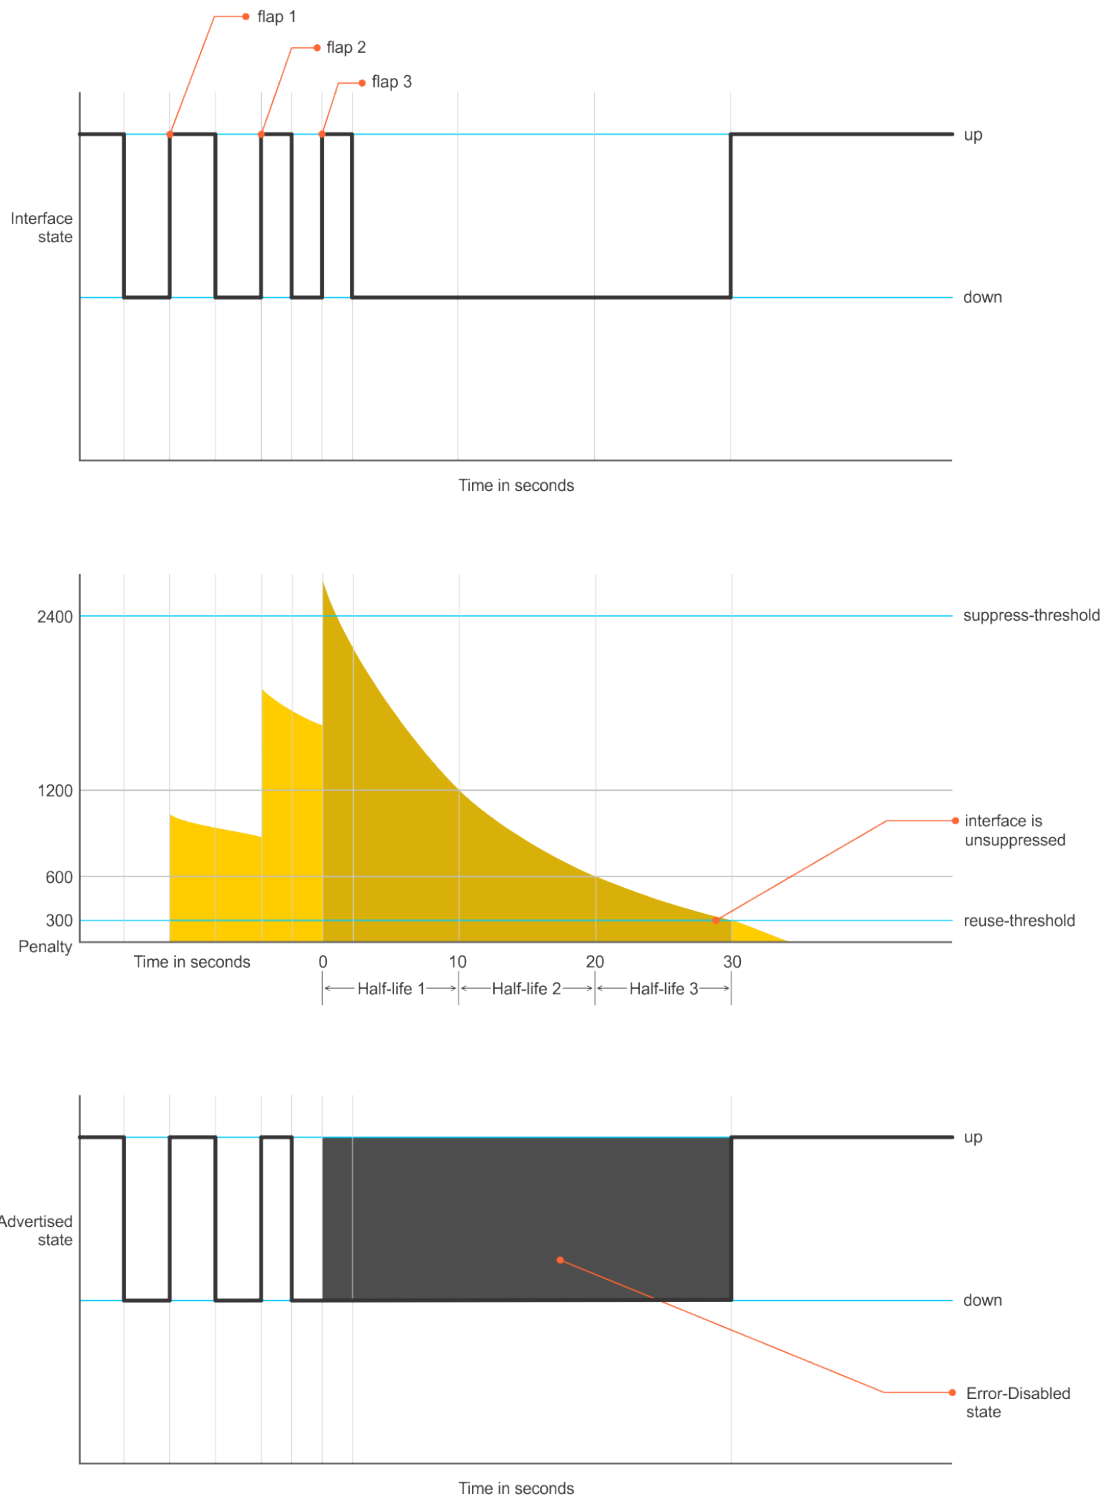 flap 1
flap 2
flap 3
up
Interface
state
down
Time in seconds
2400
suppress-threshold
1200
interface is
unsuppressed
600
300
reuse-threshold
Penalty
Time in seconds
0
10
20
30
Half-life 1
Half-life 2
Half-life 3
up
Advertised
state
down
Error-Disabled
state
Time in seconds